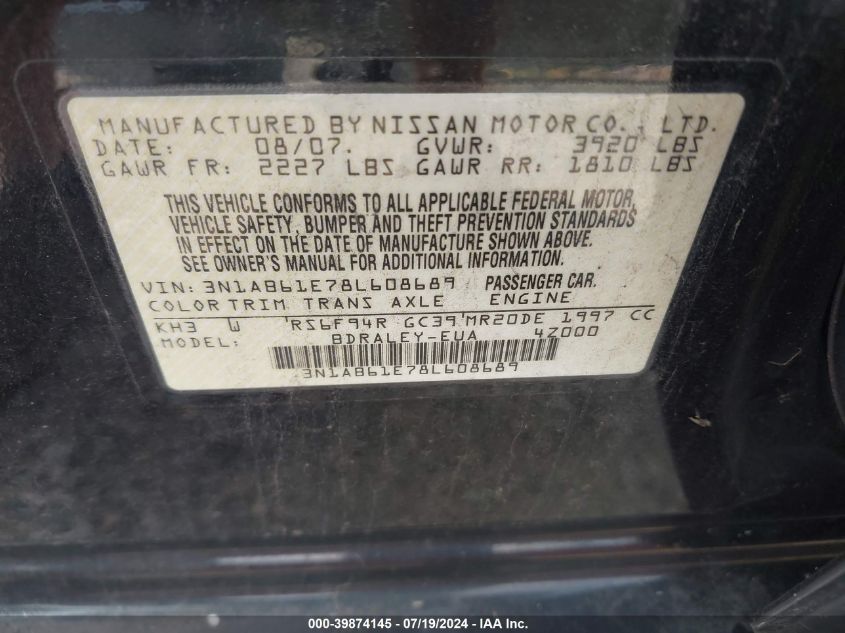 MANUFACTURED BY NISSAN MOTOR CO., LTD.
DATE: 08/07. GVWR: 3920 LBS
GAWR FR: 2227 LBS GAWR RR: 1810 LBS
THIS VEHICLE CONFORMS TO ALL APPLICABLE FEDERAL MOTOR
VEHICLE SAFETY, BUMPER AND THEFT PREVENTION STANDARDS
IN EFFECT ON THE DATE OF MANUFACTURE SHOWN ABOVE.
SEE OWNER'S MANUAL FOR ADDITIONAL INFORMATION.
VIN: 3N1AB61E78L608689 PASSENGER CAR.
COLOR TRIM TRANS AXLE ENGINE
KH3 W RS6F94R GC39 MR20DE 1997 CC
MODEL: BDRALEY-EUA 4Z000
3N1AB61E78L608689
000-39874145 - 07/19/2024 - © IAA Holdings, LLC.